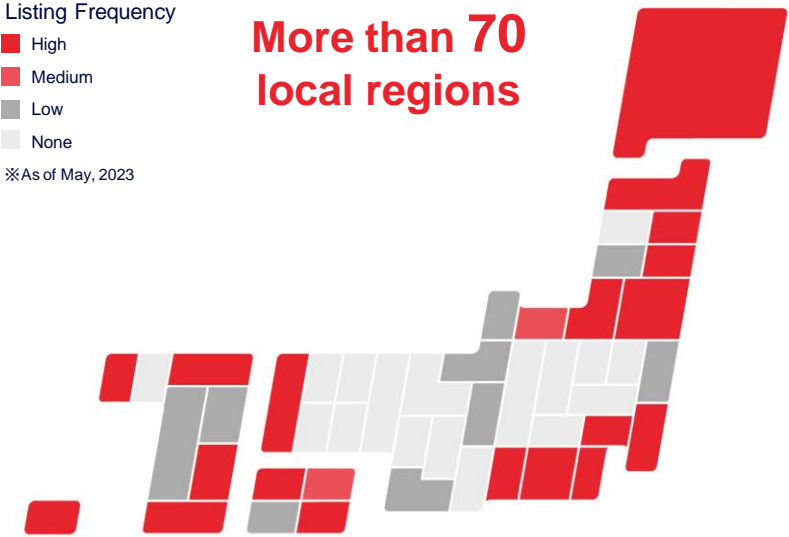 Listing Frequency
High
Medium
Low
None
※As of May, 2023
More than 70
local regions